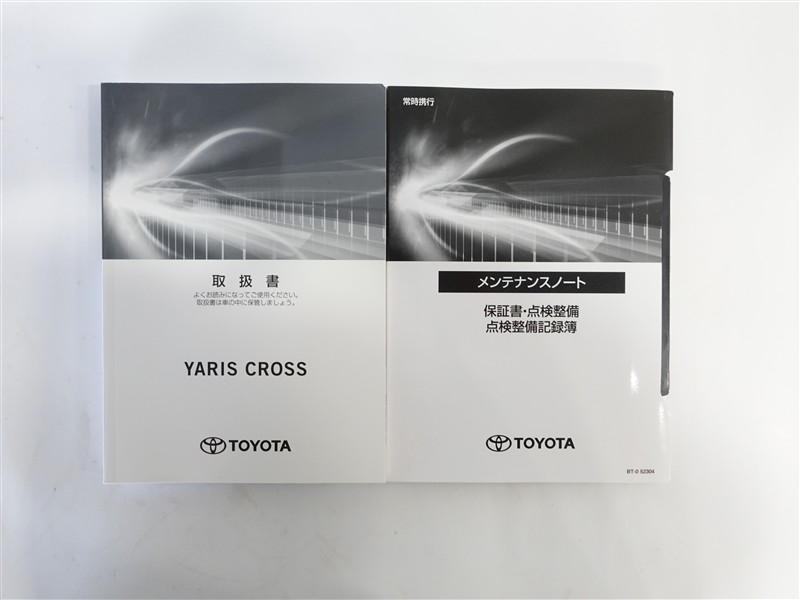 取扱書
よくお読みになってご使用ください。
取扱書は車の中に保管しましょう。
YARIS CROSS
TOYOTA
常時携行
メンテナンスノート
保証書・点検整備
点検整備記録簿
TOYOTA
BT-0 52304